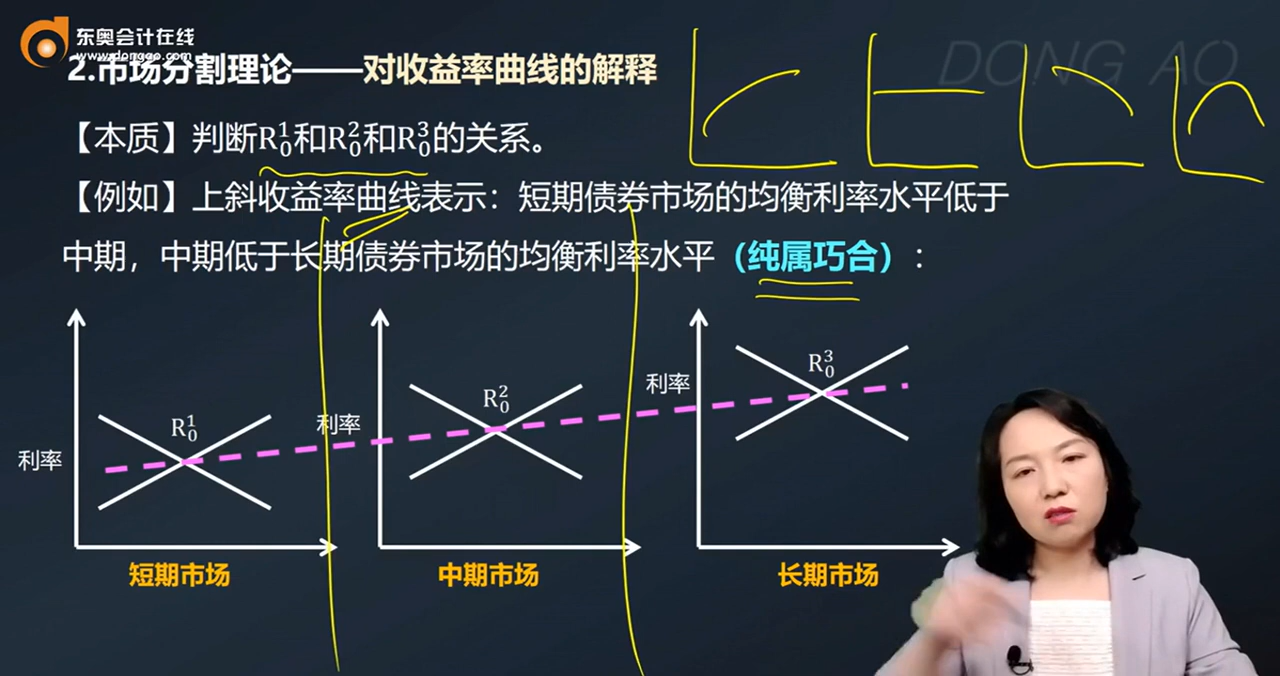 东奥会计在线
www.dongao.com
DONG AO
2.市场分割理论——对收益率曲线的解释
【本质】判断R₀¹和R₀²和R₀³的关系。
【例如】上斜收益率曲线表示：短期债券市场的均衡利率水平低于
中期，中期低于长期债券市场的均衡利率水平（纯属巧合）：
利率
R₀¹
短期市场
利率
R₀²
中期市场
利率
R₀³
长期市场